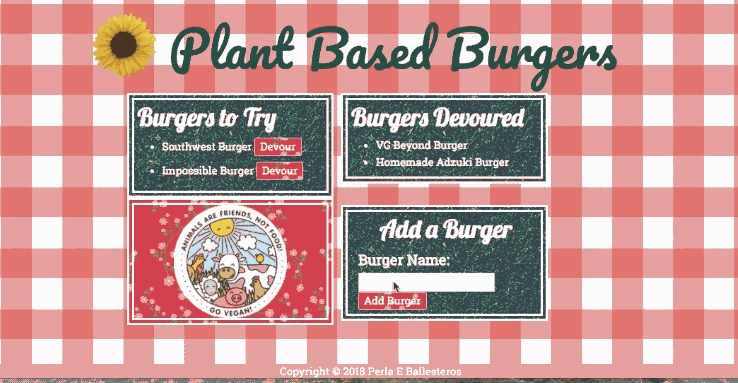 Plant Based Burgers
Burgers to Try
Southwest Burger Devour
Impossible Burger Devour
Burgers Devoured
VG Beyond Burger
Homemade Adzuki Burger
ANIMALS ARE FRIENDS, NOT FOOD!
GO VEGAN!
Add a Burger
Burger Name:
Add Burger
Copyright © 2018 Perla E Ballesteros